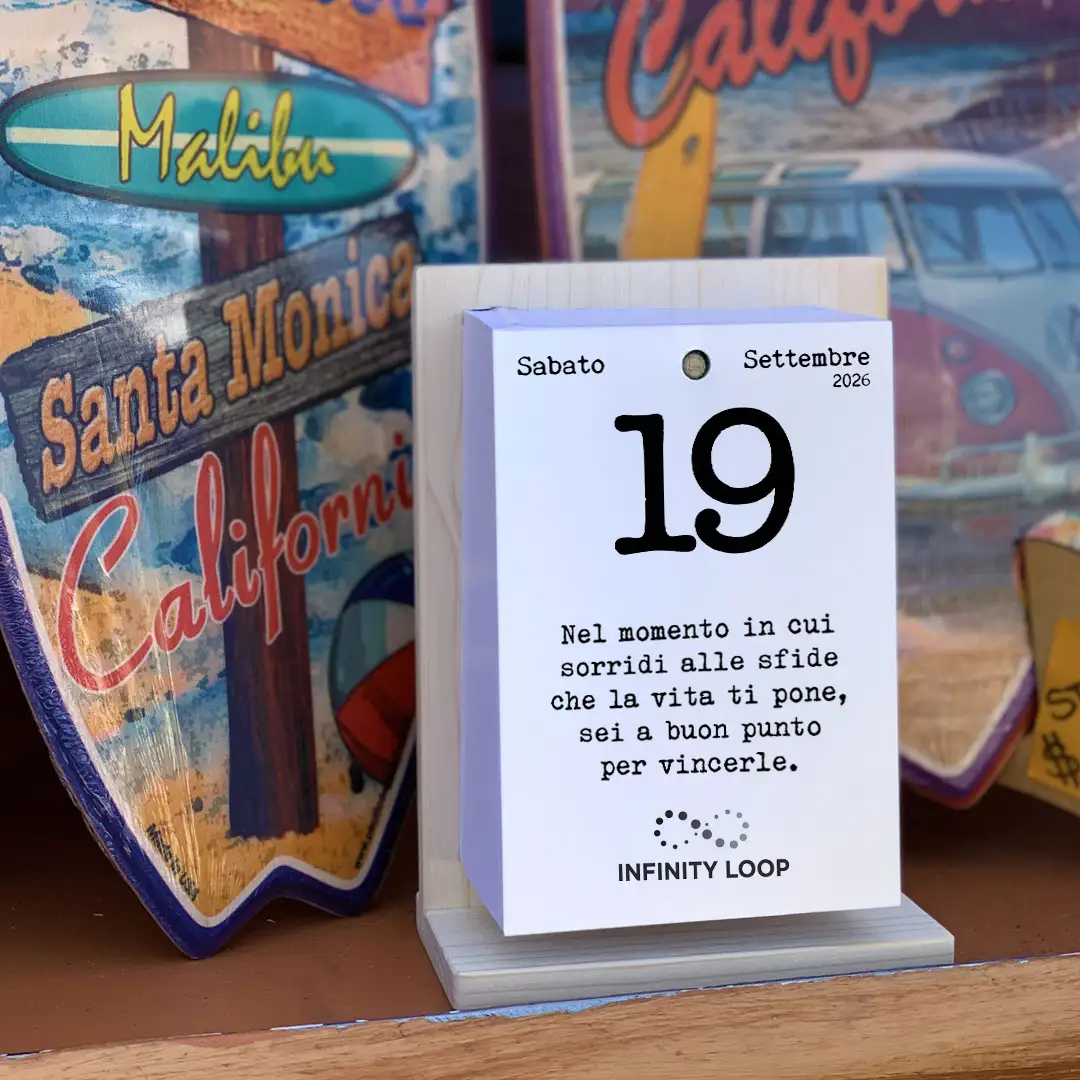 Malibu
Santa Monica
California
Californi
Sabato
Settembre
2026
19
Nel momento in cui
sorridi alle sfide
che la vita ti pone,
sei a buon punto
per vincerle.
INFINITY LOOP